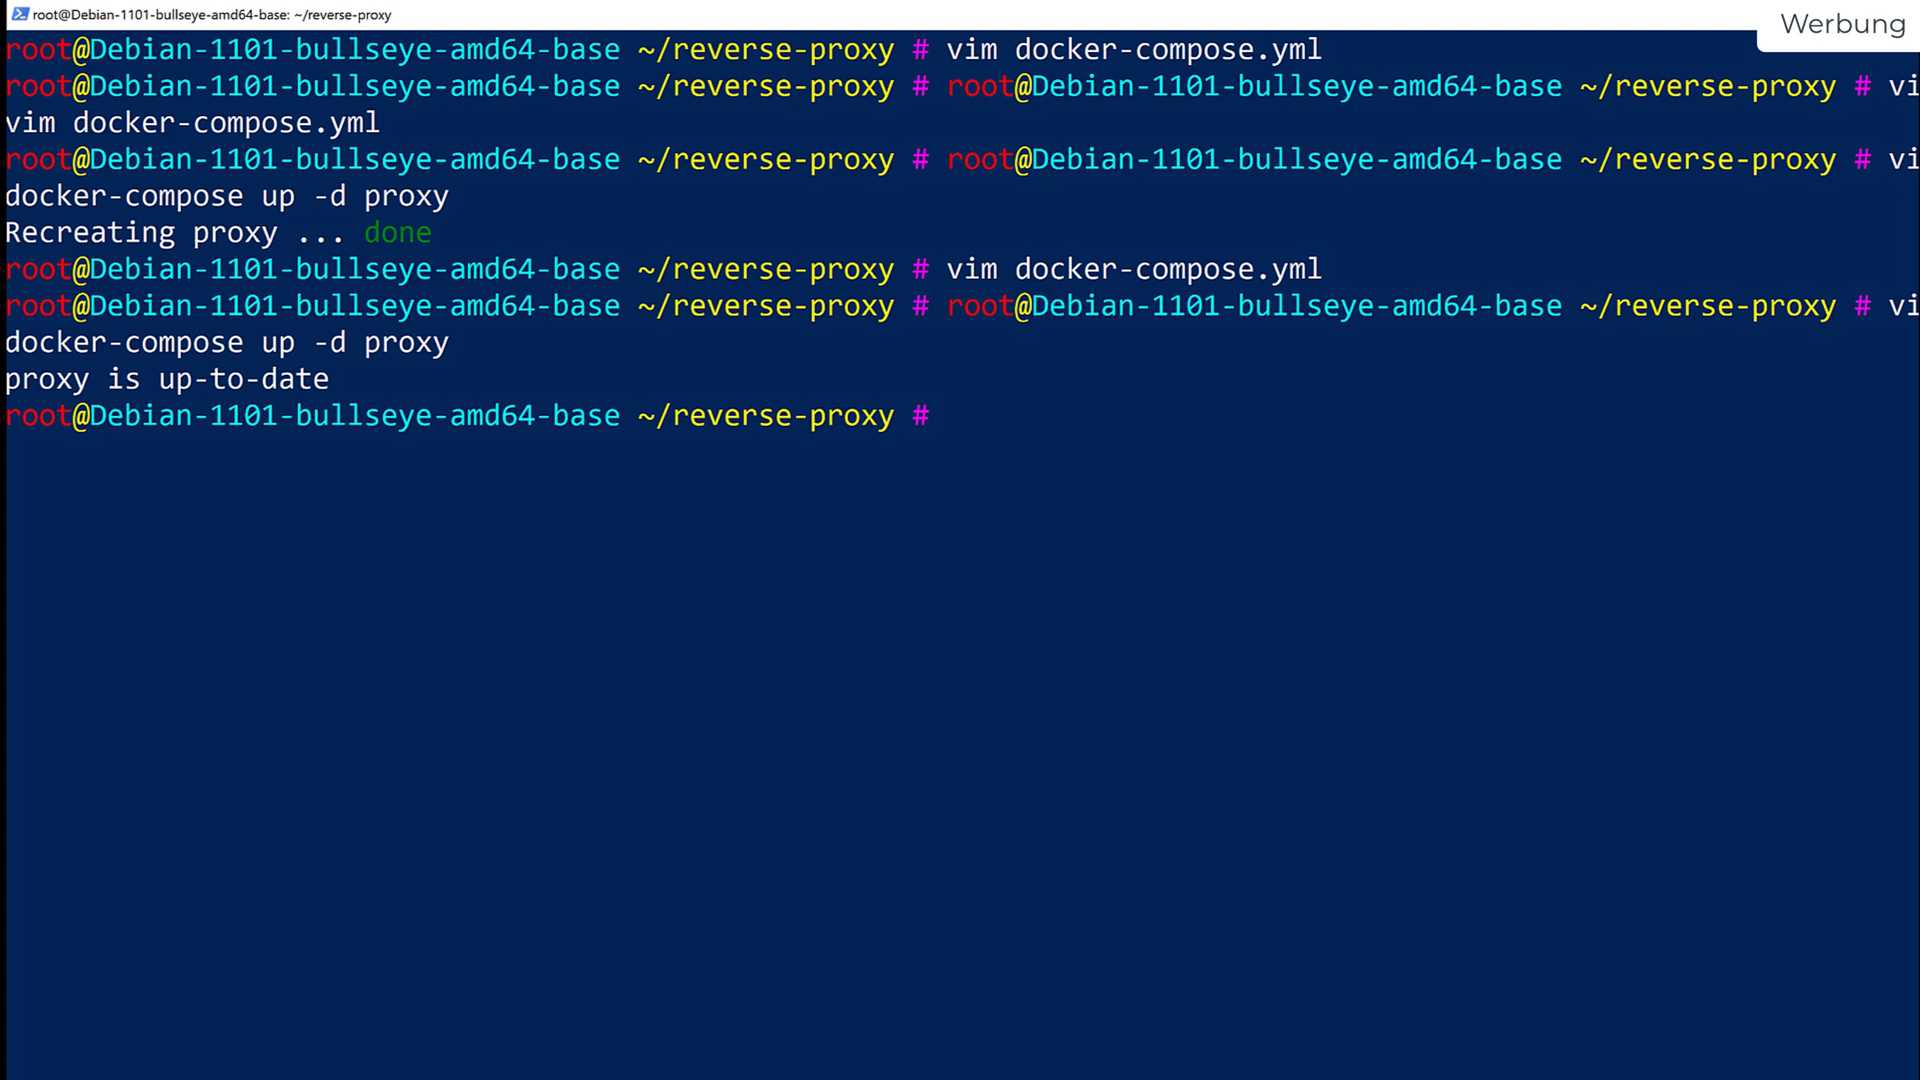 root@Debian-1101-bullseye-amd64-base: ~/reverse-proxy
Werbung
root@Debian-1101-bullseye-amd64-base ~/reverse-proxy # vim docker-compose.yml
root@Debian-1101-bullseye-amd64-base ~/reverse-proxy # root@Debian-1101-bullseye-amd64-base ~/reverse-proxy # vi
vim docker-compose.yml
root@Debian-1101-bullseye-amd64-base ~/reverse-proxy # root@Debian-1101-bullseye-amd64-base ~/reverse-proxy # vi
docker-compose up -d proxy
Recreating proxy ... done
root@Debian-1101-bullseye-amd64-base ~/reverse-proxy # vim docker-compose.yml
root@Debian-1101-bullseye-amd64-base ~/reverse-proxy # root@Debian-1101-bullseye-amd64-base ~/reverse-proxy # vi
docker-compose up -d proxy
proxy is up-to-date
root@Debian-1101-bullseye-amd64-base ~/reverse-proxy #